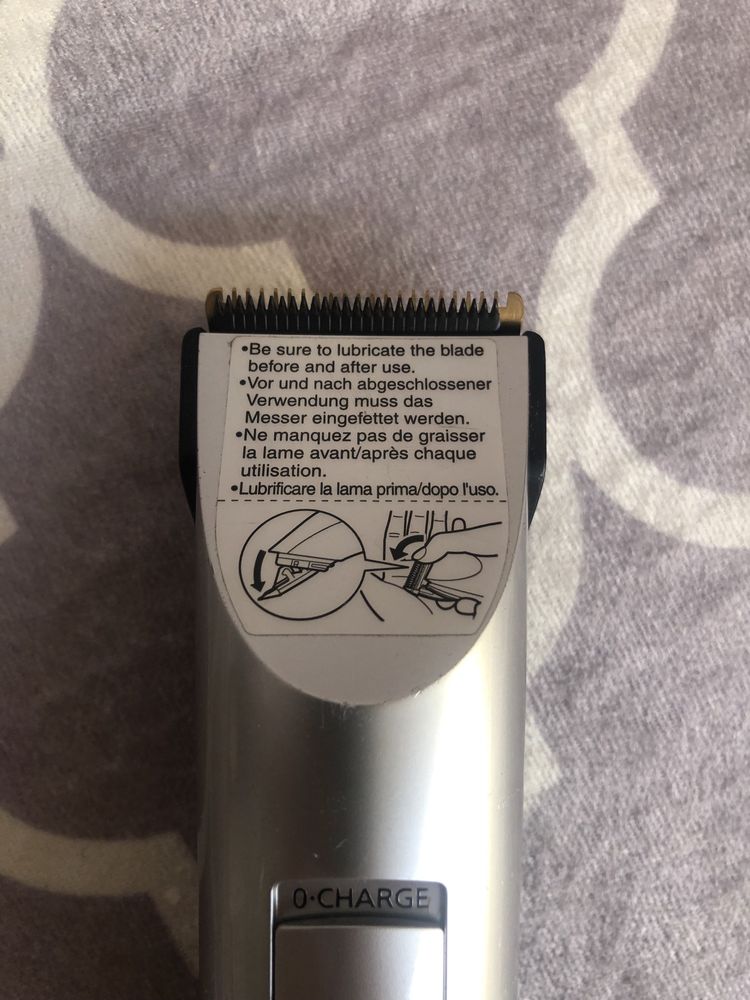 •Be sure to lubricate the blade
before and after use.
•Vor und nach abgeschlossener
Verwendung muss das
Messer eingefettet werden.
•Ne manquez pas de graisser
la lame avant/après chaque
utilisation.
•Lubrificare la lama prima/dopo l'uso.
0·CHARGE